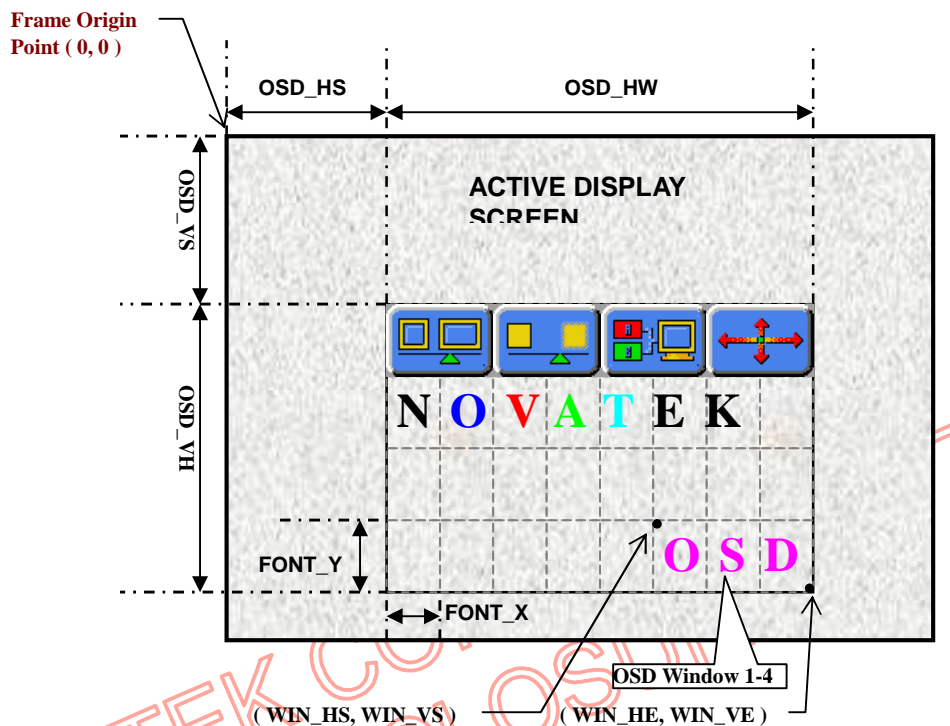 Frame Origin
Point ( 0, 0 )
OSD_HS
OSD_HW
OSD_VS
ACTIVE DISPLAY
SCREEN
OSD_VH
N O V A T E K
FONT_Y
O S D
FONT_X
OSD Window 1-4
( WIN_HS, WIN_VS )
( WIN_HE, WIN_VE )